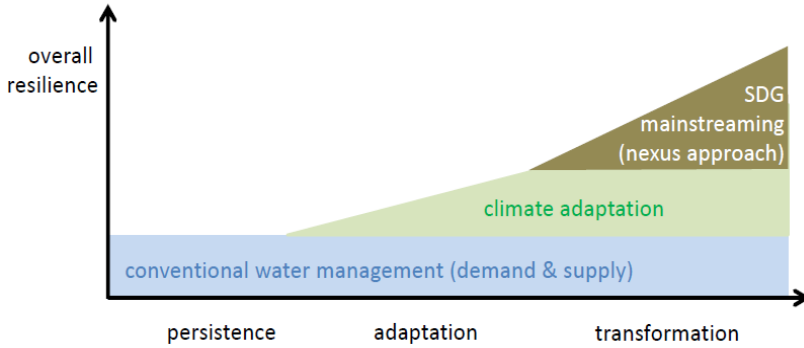 overall
resilience
SDG
mainstreaming
(nexus approach)
climate adaptation
conventional water management (demand & supply)
persistence adaptation transformation